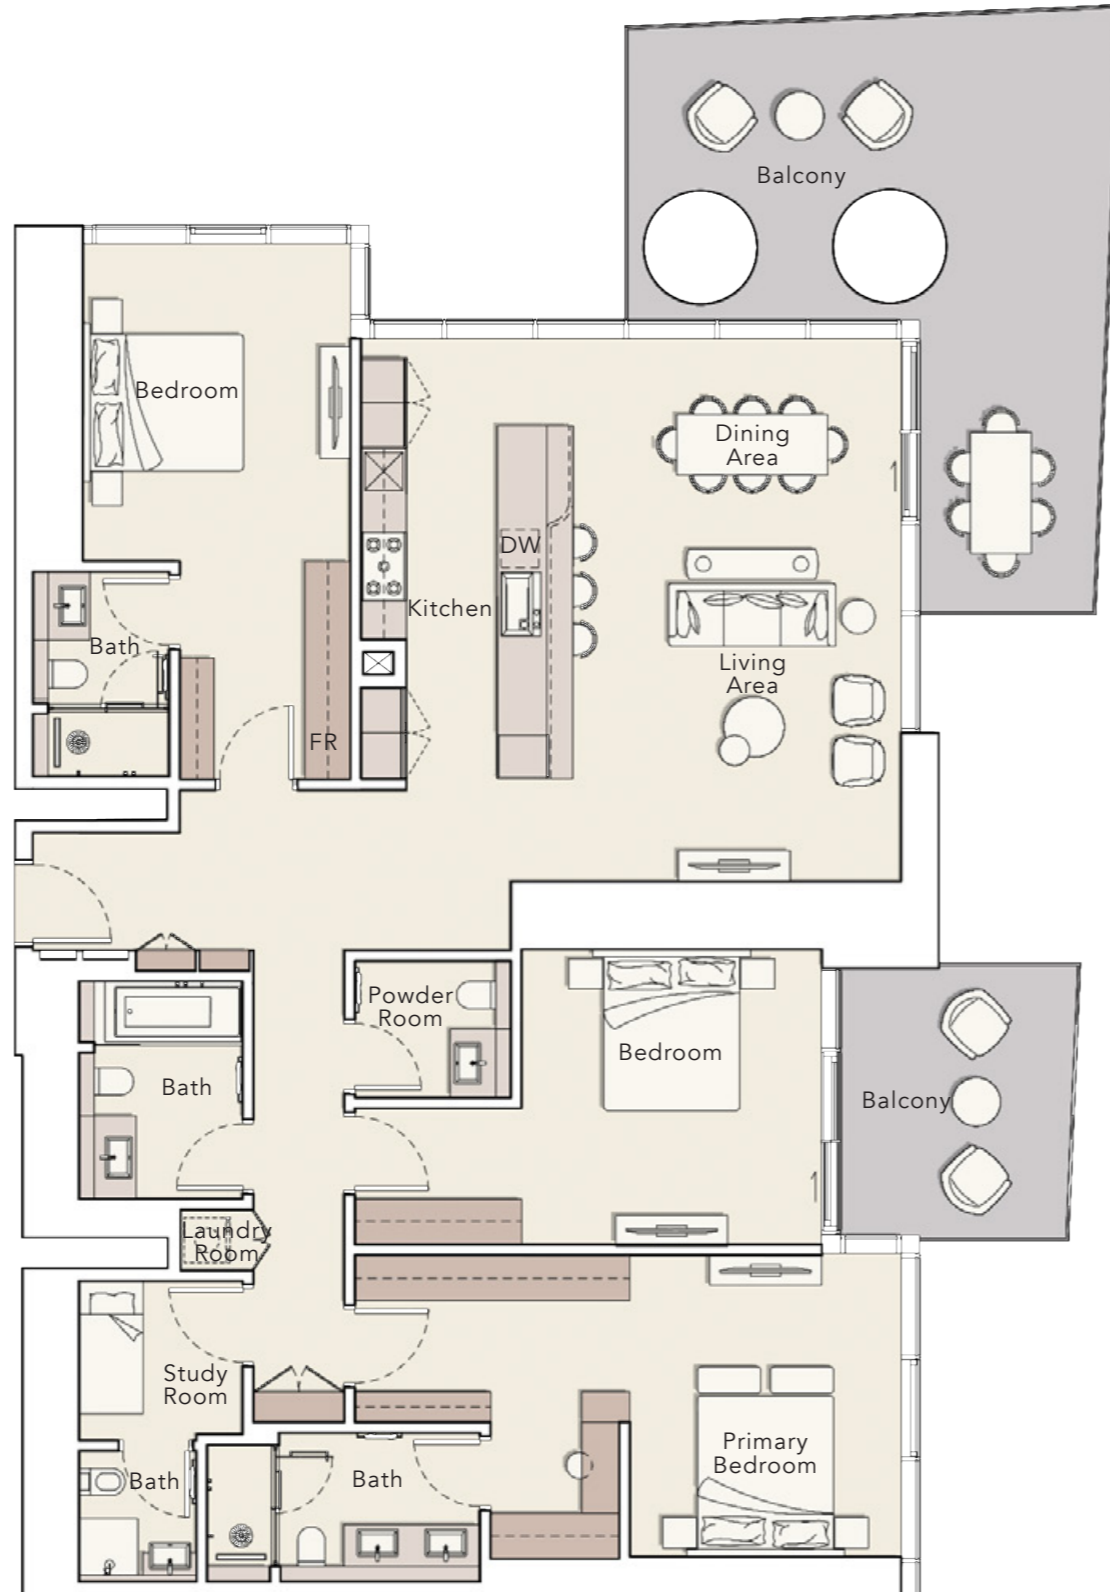 Balcony
Bedroom
Dining
Area
DW
Kitchen
Bath
Living
Area
FR
Powder
Room
Bedroom
Bath
Balcony
Laundry
Room
Study
Room
Primary
Bedroom
Bath
Bath